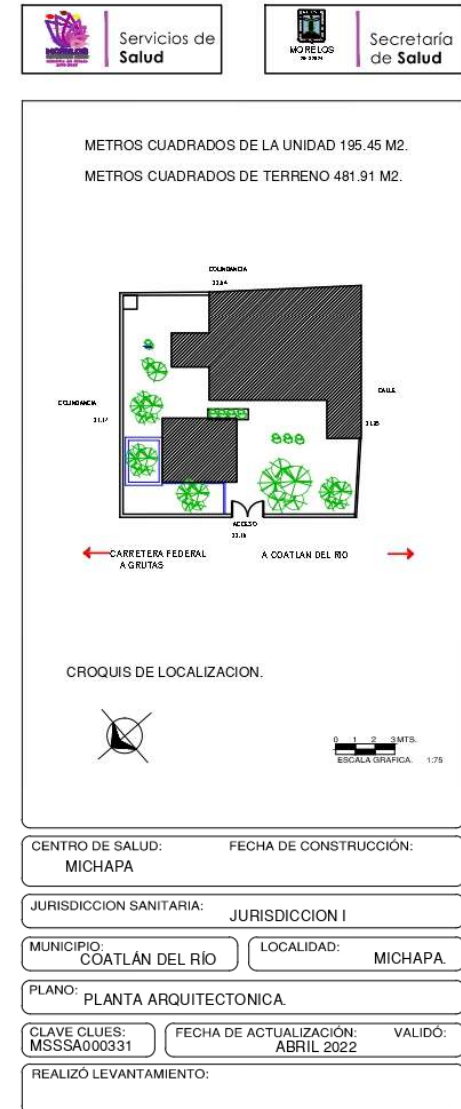 Servicios de
Salud
MORELOS
Secretaría
de Salud
METROS CUADRADOS DE LA UNIDAD 195.45 M2.
METROS CUADRADOS DE TERRENO 481.91 M2.
COLINDANCIA
CALLE
COLINDANCIA
ACCESO
CARRETERA FEDERAL
A GRUTAS
A COATLAN DEL RIO
CROQUIS DE LOCALIZACION.
0 1 2 3MTS.
ESCALA GRAFICA. 1:75
CENTRO DE SALUD:
MICHAPA
FECHA DE CONSTRUCCIÓN:
JURISDICCION SANITARIA:
JURISDICCION I
MUNICIPIO:
COATLÁN DEL RÍO
LOCALIDAD:
MICHAPA.
PLANO:
PLANTA ARQUITECTONICA.
CLAVE CLUES:
MSSSA000331
FECHA DE ACTUALIZACIÓN:
ABRIL 2022
VALIDÓ:
REALIZÓ LEVANTAMIENTO: